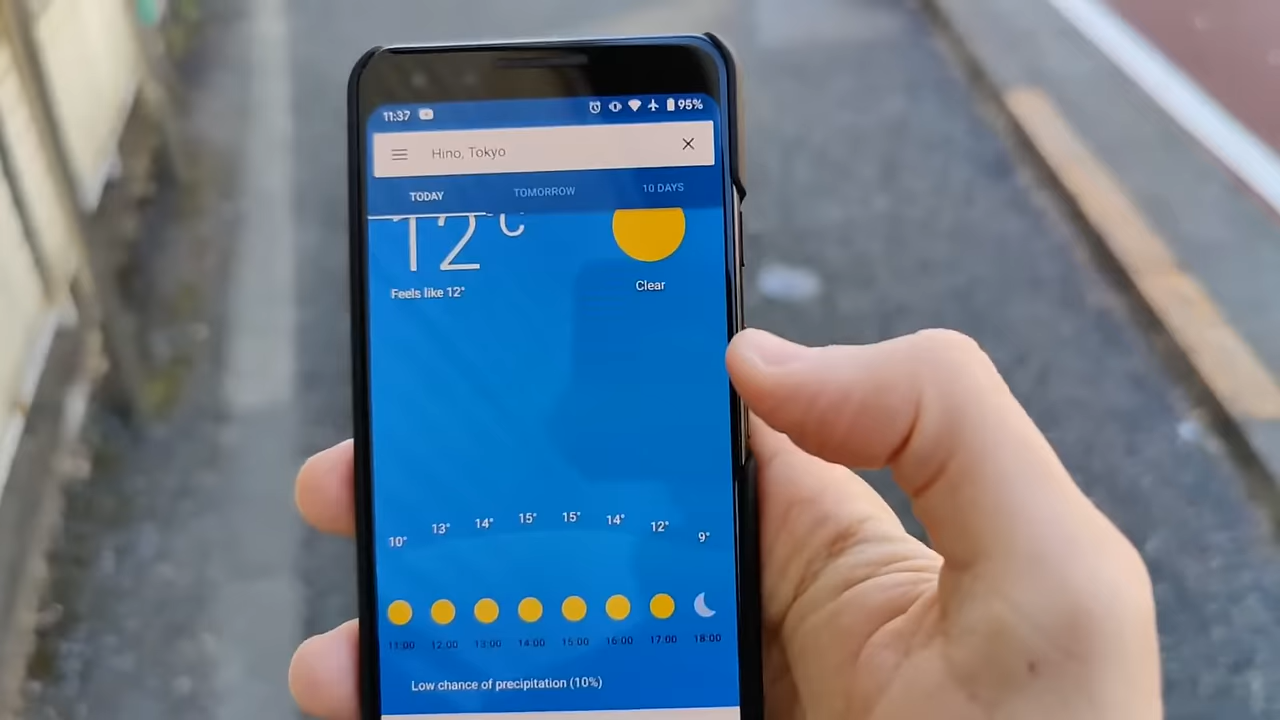 11:37 95%
Hino, Tokyo
TODAY TOMORROW 10 DAYS
12°C
Feels like 12°
Clear
10° 13° 14° 15° 15° 14° 12° 9°
11:00 12:00 13:00 14:00 15:00 16:00 17:00 18:00
Low chance of precipitation (10%)